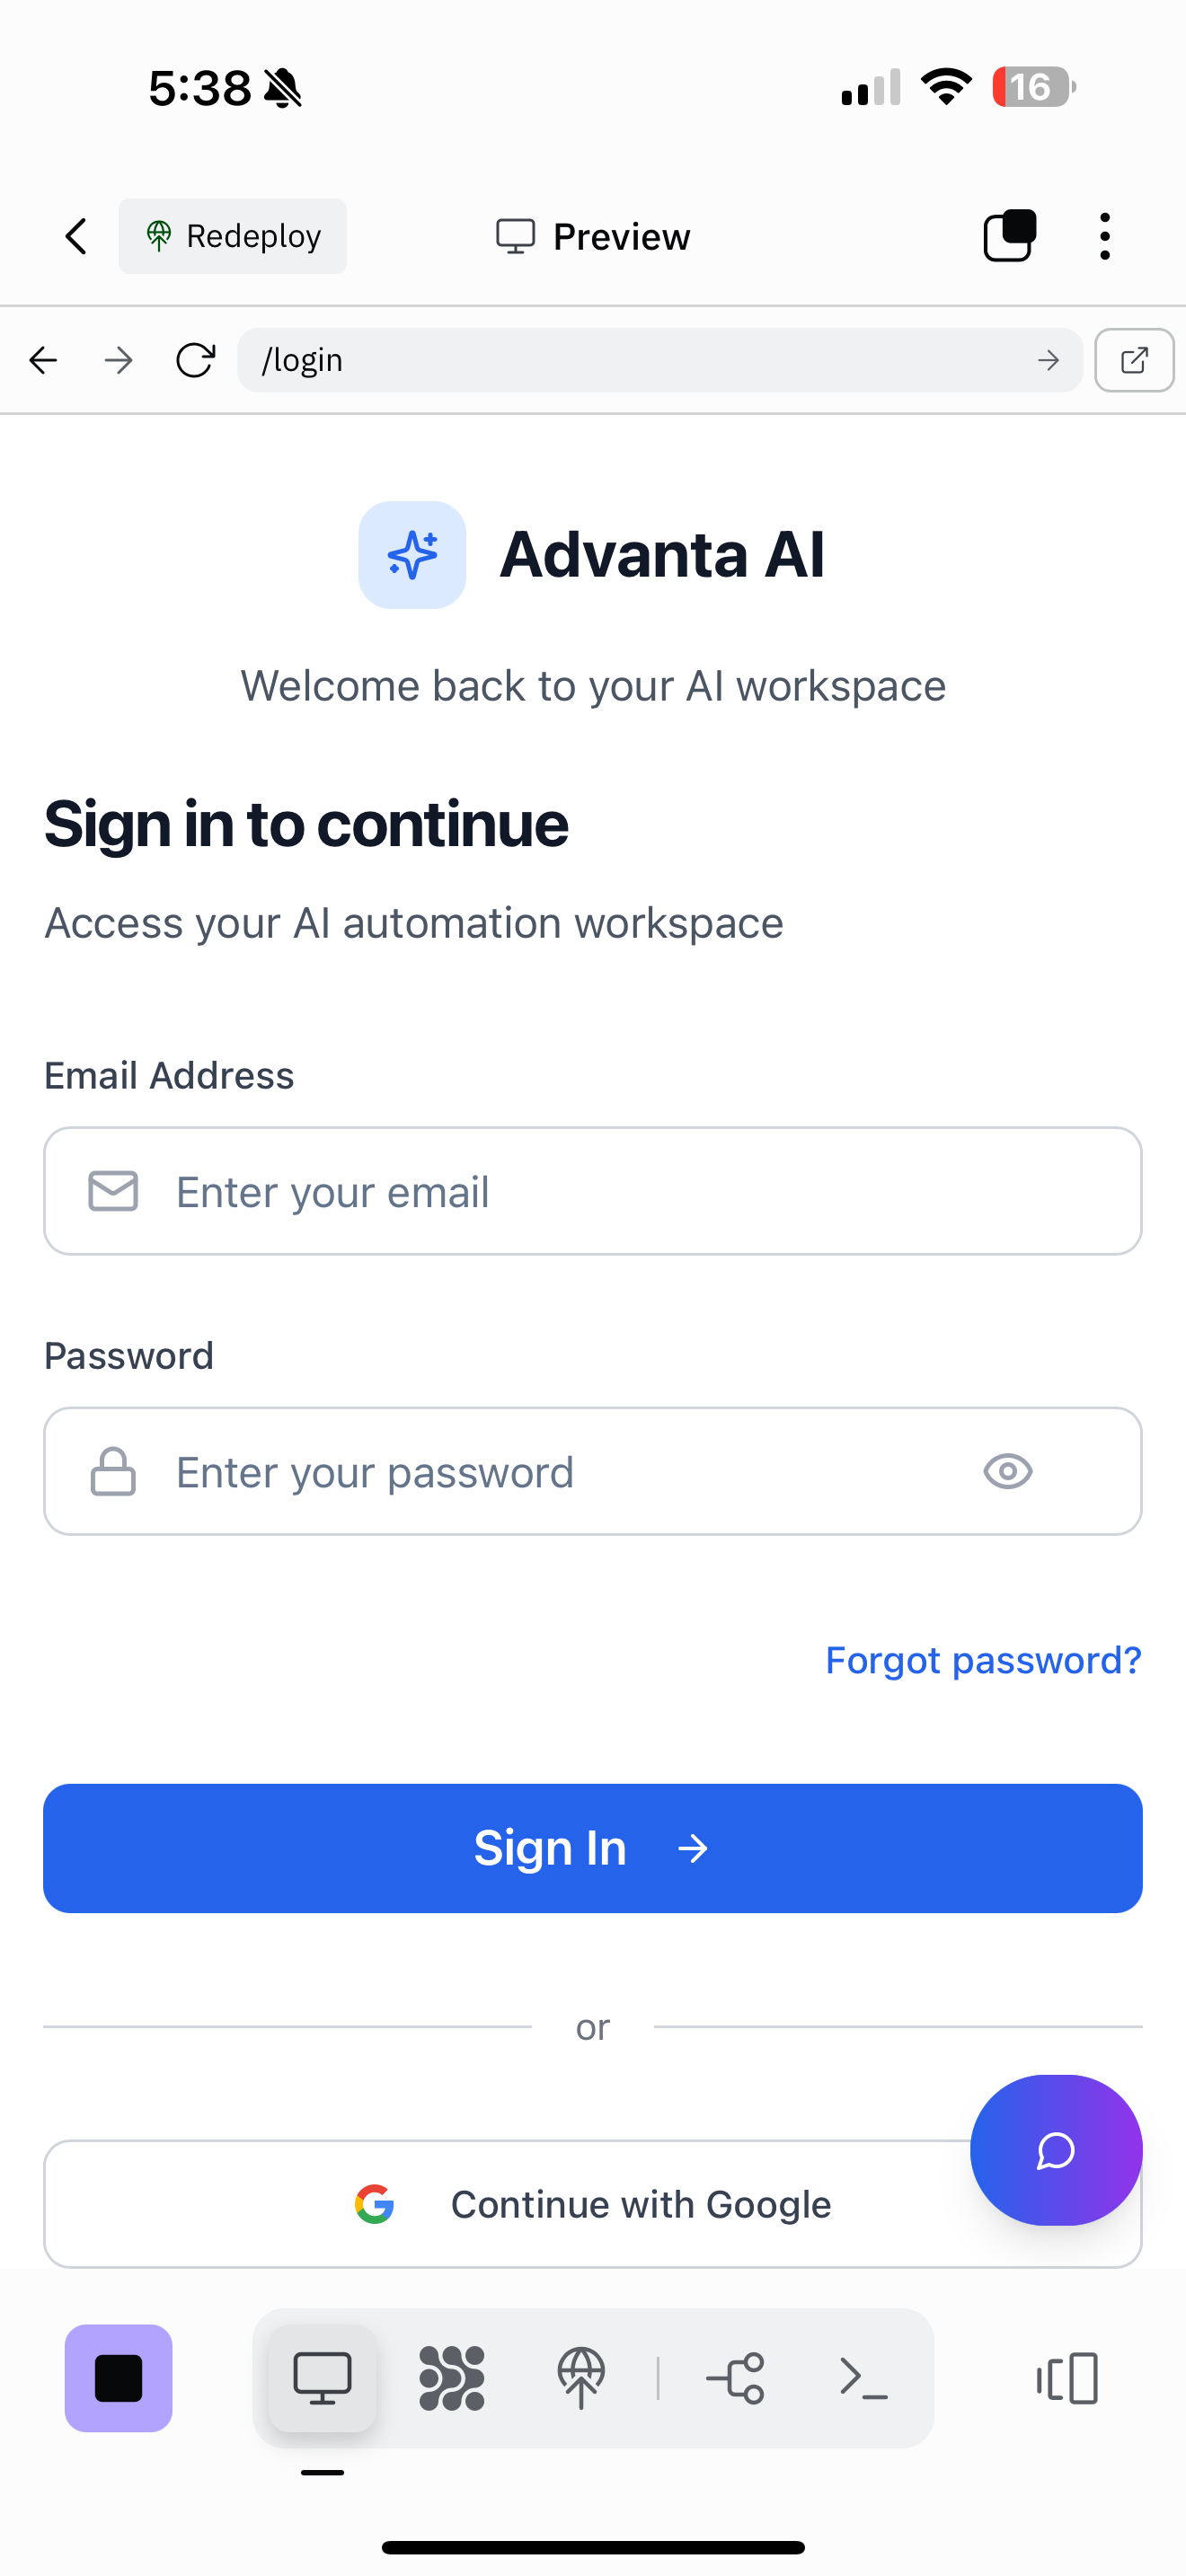 5:38
16
Redeploy
Preview
/login
Advanta AI
Welcome back to your AI workspace
Sign in to continue
Access your AI automation workspace
Email Address
Enter your email
Password
Enter your password
Forgot password?
Sign In
or
Continue with Google